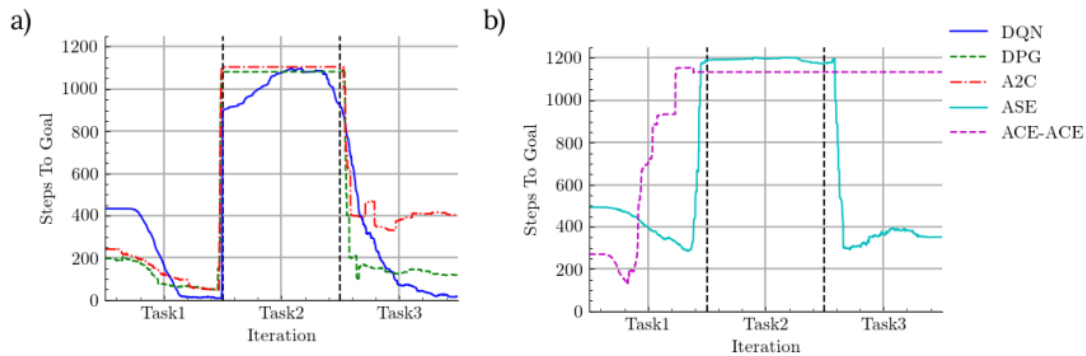 a)
1200
1000
800
600
400
200
0
Steps To Goal
Task1 Task2 Task3
Iteration
b)
1200
1000
800
600
400
200
0
Steps To Goal
Task1 Task2 Task3
Iteration
DQN
DPG
A2C
ASE
ACE-ACE